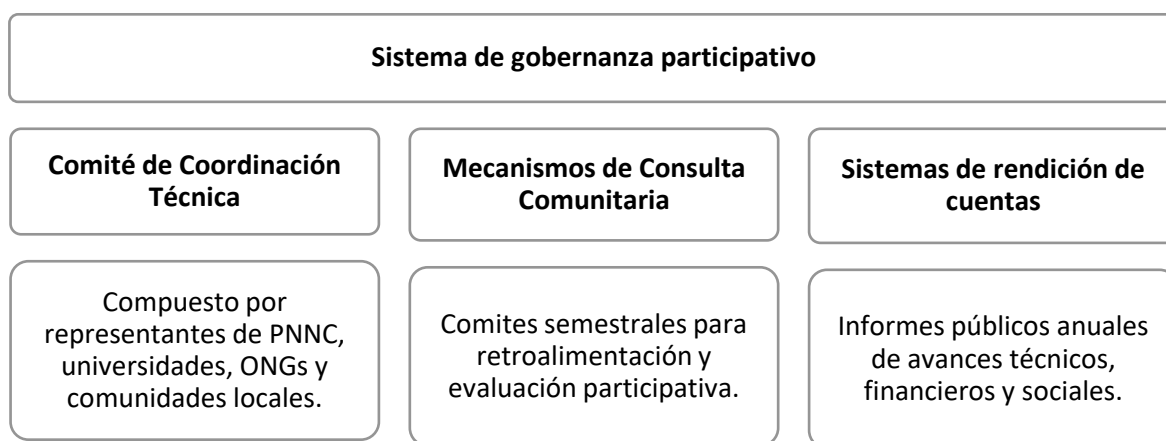 Sistema de gobernanza participativo
Comité de Coordinación
Técnica
Compuesto por
representantes de PNNC,
universidades, ONGs y
comunidades locales.
Mecanismos de Consulta
Comunitaria
Comites semestrales para
retroalimentación y
evaluación participativa.
Sistemas de rendición de
cuentas
Informes públicos anuales
de avances técnicos,
financieros y sociales.